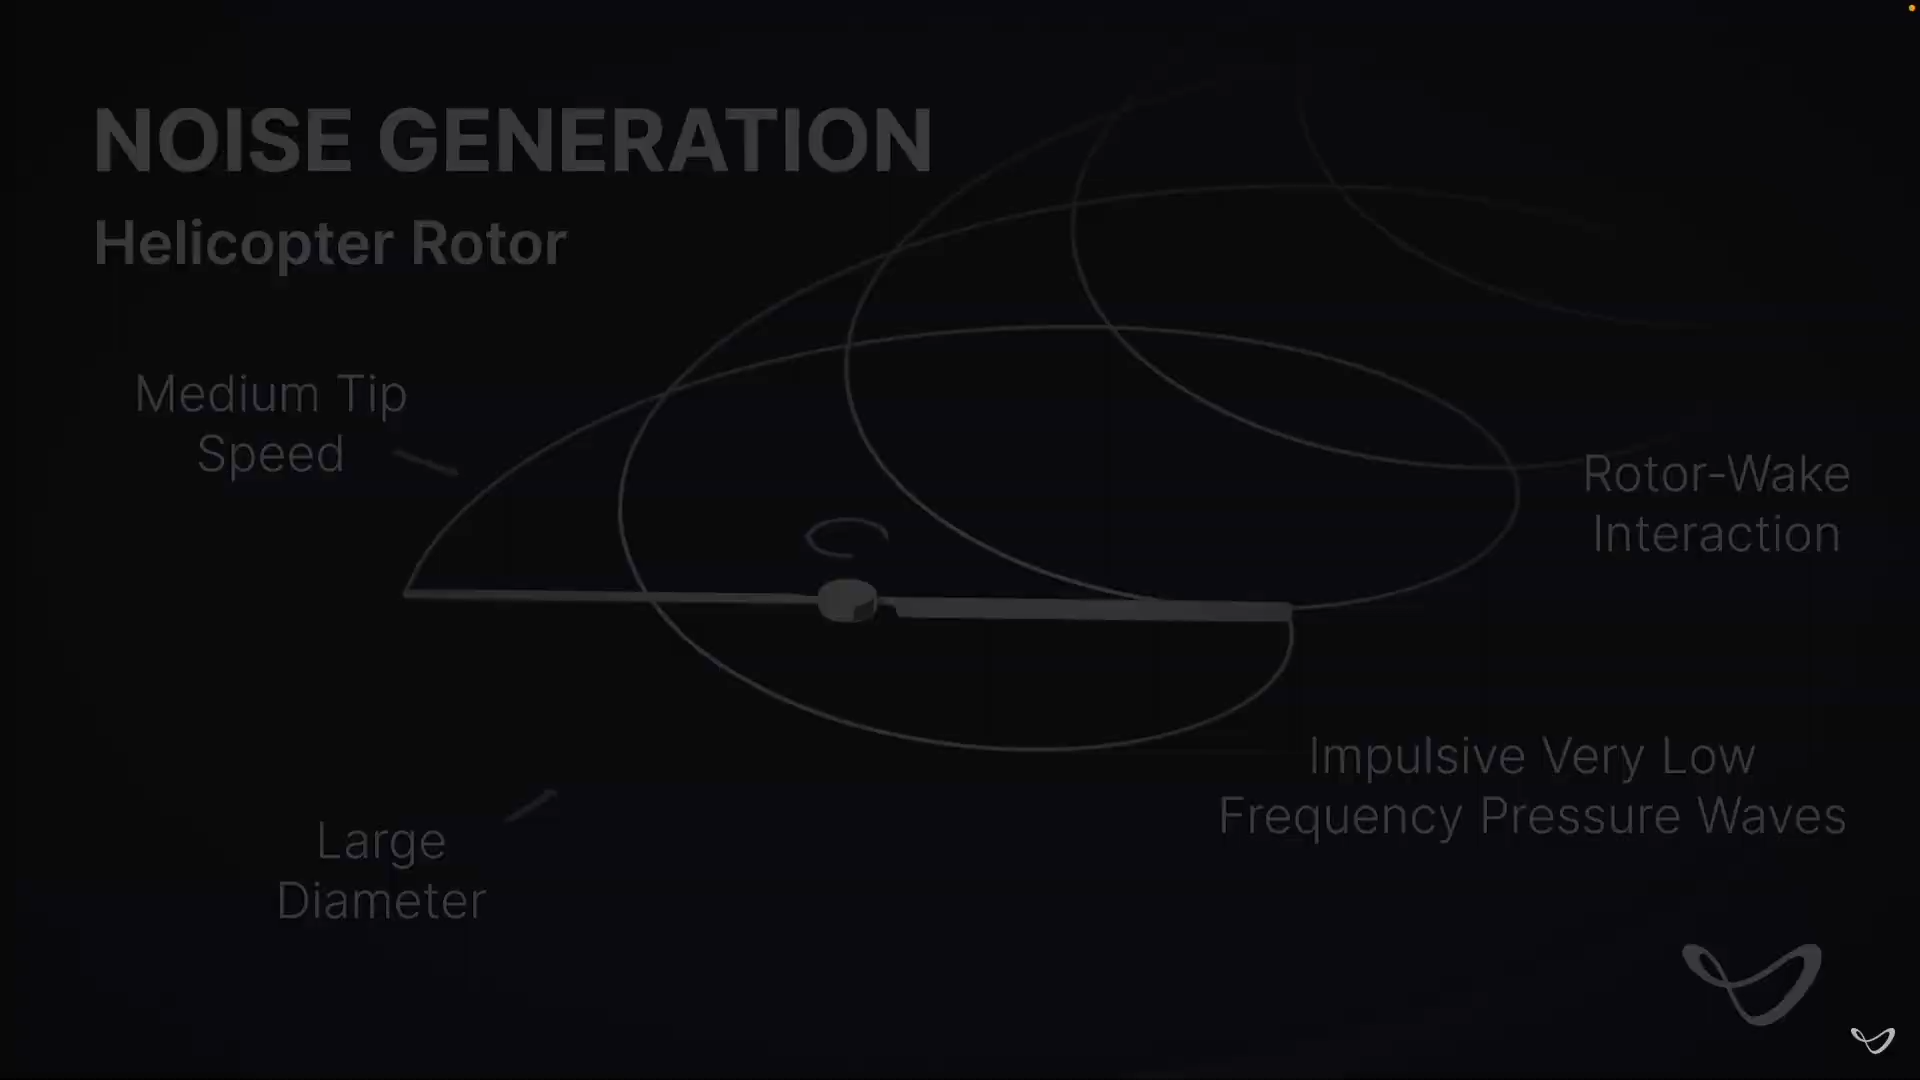 NOISE GENERATION
Helicopter Rotor
Medium Tip
Speed
Rotor-Wake
Interaction
Impulsive Very Low
Frequency Pressure Waves
Large
Diameter